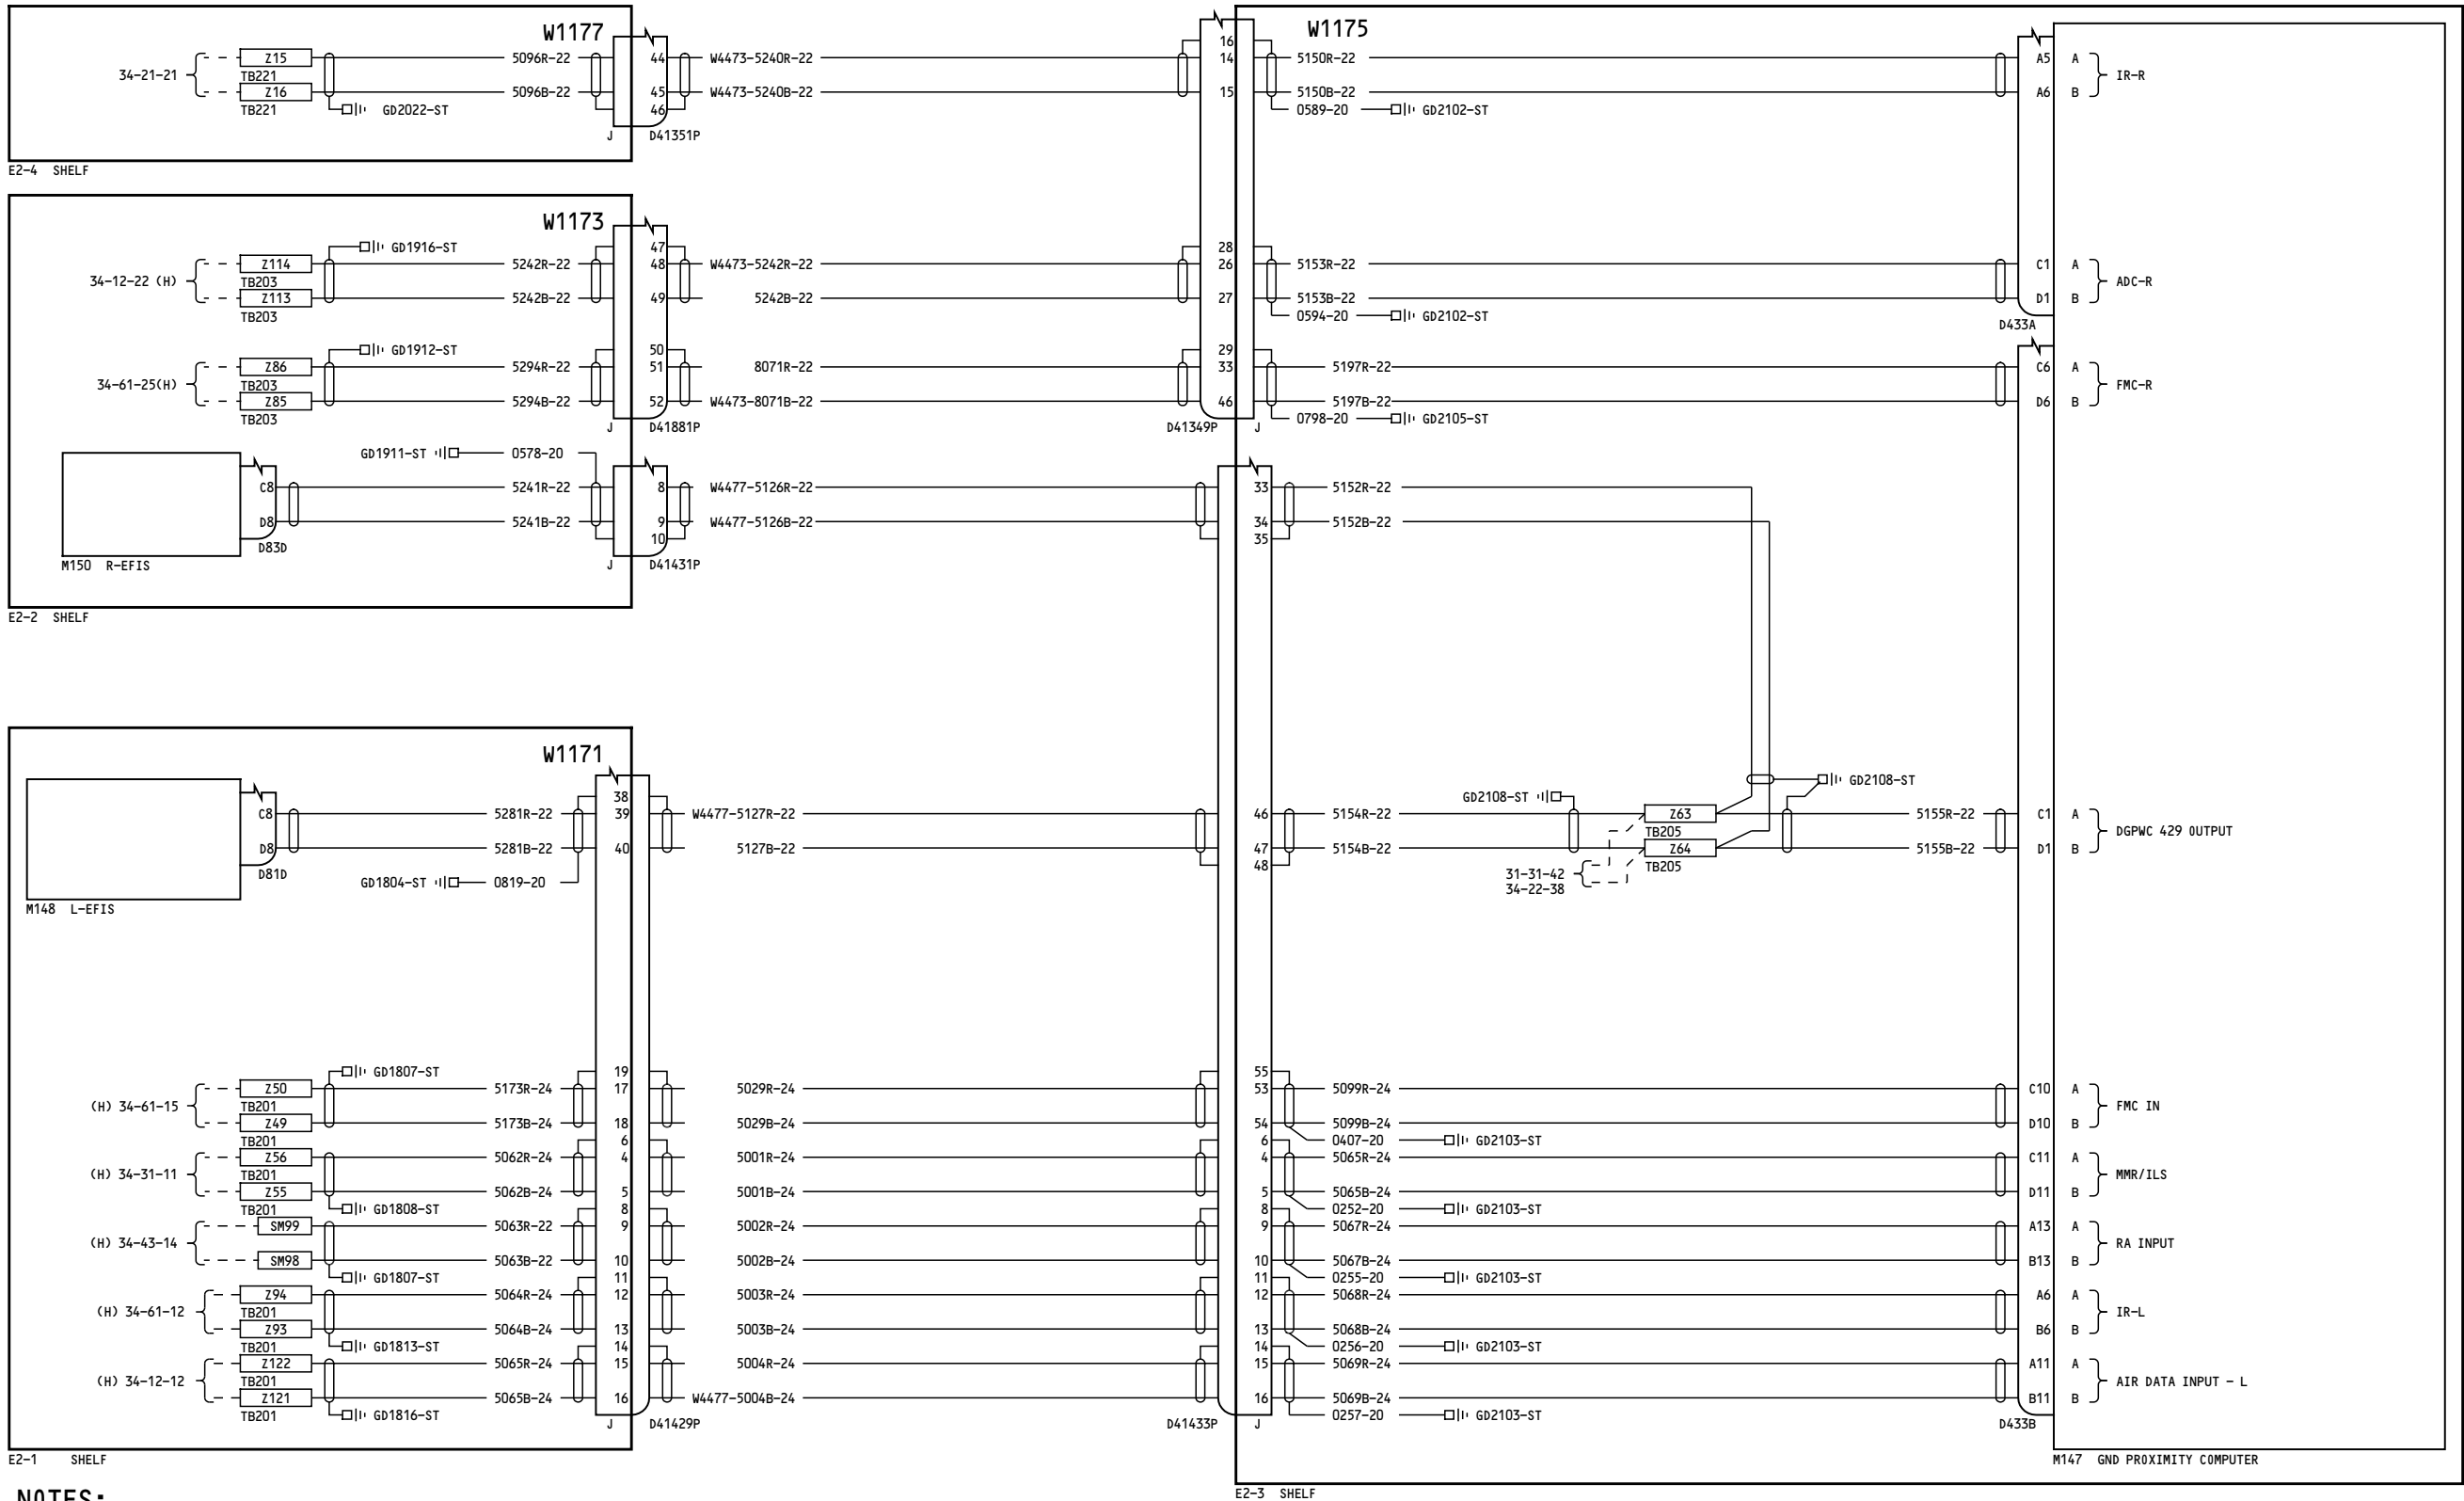 W1177
W1175
34-21-21
Z15
TB221
Z16
TB221
GD2022-ST
5096R-22
5096B-22
44
45
46
J
D41351P
W4473-5240R-22
W4473-5240B-22
16
14
15
5150R-22
5150B-22
0589-20
GD2102-ST
A5 A
A6 B
IR-R
E2-4 SHELF
W1173
34-12-22 (H)
GD1916-ST
Z114
TB203
Z113
TB203
5242R-22
5242B-22
47
48
49
W4473-5242R-22
5242B-22
28
26
27
5153R-22
5153B-22
0594-20
GD2102-ST
C1 A
D1 B
ADC-R
D433A
34-61-25(H)
GD1912-ST
Z86
TB203
Z85
TB203
5294R-22
5294B-22
50
51
52
J
D41881P
8071R-22
W4473-8071B-22
29
33
46
D41349P
J
5197R-22
5197B-22
0798-20
GD2105-ST
C6 A
D6 B
FMC-R
GD1911-ST
0578-20
C8
D8
D83D
M150 R-EFIS
5241R-22
5241B-22
8
9
10
J
D41431P
W4477-5126R-22
W4477-5126B-22
33
34
35
5152R-22
5152B-22
E2-2 SHELF
W1171
C8
D8
D81D
M148 L-EFIS
5281R-22
5281B-22
GD1804-ST
0819-20
38
39
40
W4477-5127R-22
5127B-22
46
47
48
5154R-22
5154B-22
GD2108-ST
Z63
TB205
Z64
TB205
31-31-42
34-22-38
GD2108-ST
5155R-22
5155B-22
C1 A
D1 B
DGPWC 429 OUTPUT
(H) 34-61-15
GD1807-ST
Z50
TB201
Z49
TB201
5173R-24
5173B-24
19
17
18
5029R-24
5029B-24
55
53
54
5099R-24
5099B-24
0407-20
GD2103-ST
C10 A
D10 B
FMC IN
(H) 34-31-11
Z56
TB201
Z55
TB201
GD1808-ST
5062R-24
5062B-24
6
4
5
5001R-24
5001B-24
6
4
5
5065R-24
5065B-24
0252-20
GD2103-ST
C11 A
D11 B
MMR/ILS
(H) 34-43-14
SM99
SM98
GD1807-ST
5063R-22
5063B-22
8
9
10
5002R-24
5002B-24
8
9
10
5067R-24
5067B-24
0255-20
GD2103-ST
A13 A
B13 B
RA INPUT
(H) 34-61-12
Z94
TB201
Z93
TB201
GD1813-ST
5064R-24
5064B-24
11
12
13
5003R-24
5003B-24
11
12
13
5068R-24
5068B-24
0256-20
GD2103-ST
A6 A
B6 B
IR-L
(H) 34-12-12
Z122
TB201
Z121
TB201
GD1816-ST
5065R-24
5065B-24
14
15
16
J
D41429P
5004R-24
W4477-5004B-24
14
15
16
D41433P
J
5069R-24
5069B-24
0257-20
GD2103-ST
A11 A
B11 B
AIR DATA INPUT - L
D433B
M147 GND PROXIMITY COMPUTER
E2-1 SHELF
E2-3 SHELF
NOTES: